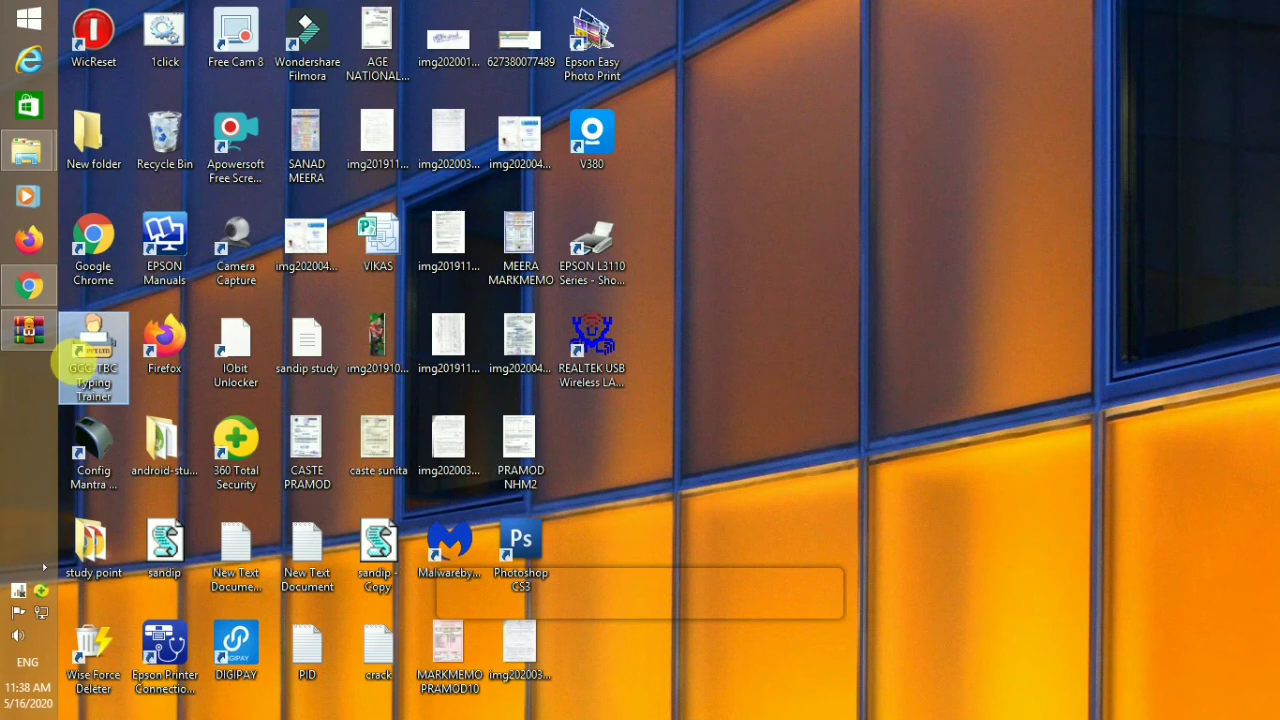 WicReset
1click
Free Cam 8
Wondershare
Filmora
AGE
NATIONAL...
img202001...
627380077489
Epson Easy
Photo Print
New folder
Recycle Bin
Apowersoft
Free Scre...
SANAD
MEERA
img201911...
img202003...
img202004...
V380
Google
Chrome
EPSON
Manuals
Camera
Capture
img202004...
VIKAS
img201911...
MEERA
MARKMEMO
EPSON L3110
Series - Sho...
GCC-TBC
Typing
Trainer
Firefox
IObit
Unlocker
sandip study
img201910...
img201911...
img202004...
REALTEK USB
Wireless LA...
Config
Mantra ...
android-stu...
360 Total
Security
CASTE
PRAMOD
caste sunita
img202003...
PRAMOD
NHM2
study point
sandip
New Text
Docume...
New Text
Document
sandip -
Copy
Malwareby...
Ps
Photoshop
CS3
Wise Force
Deleter
Epson Printer
Connectio...
DIGIPAY
DIGIPAY
PID
crack
MARKMEMO
PRAMOD10
img202003...
ENG
11:38 AM
5/16/2020